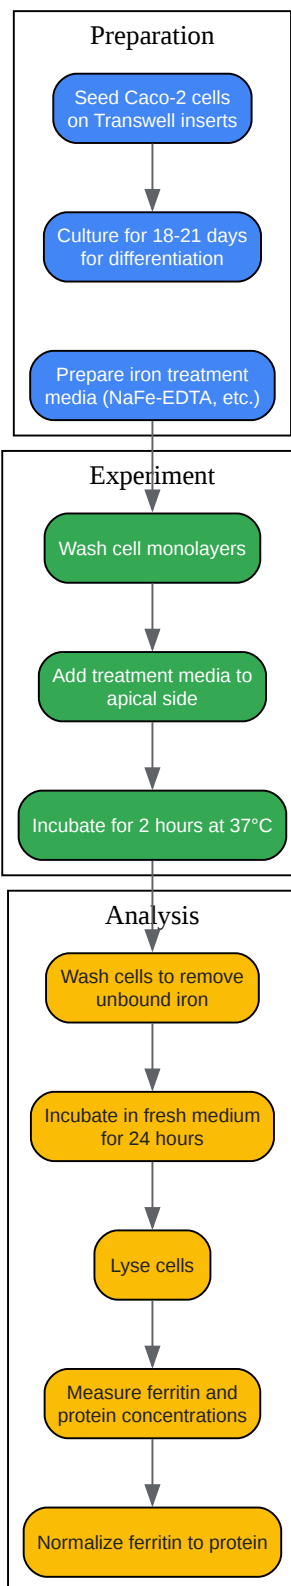 Preparation
Seed Caco-2 cells
on Transwell inserts
Culture for 18-21 days
for differentiation
Prepare iron treatment
media (NaFe-EDTA, etc.)
Experiment
Wash cell monolayers
Add treatment media to
apical side
Incubate for 2 hours at 37°C
Analysis
Wash cells to remove
unbound iron
Incubate in fresh medium
for 24 hours
Lyse cells
Measure ferritin and
protein concentrations
Normalize ferritin to protein